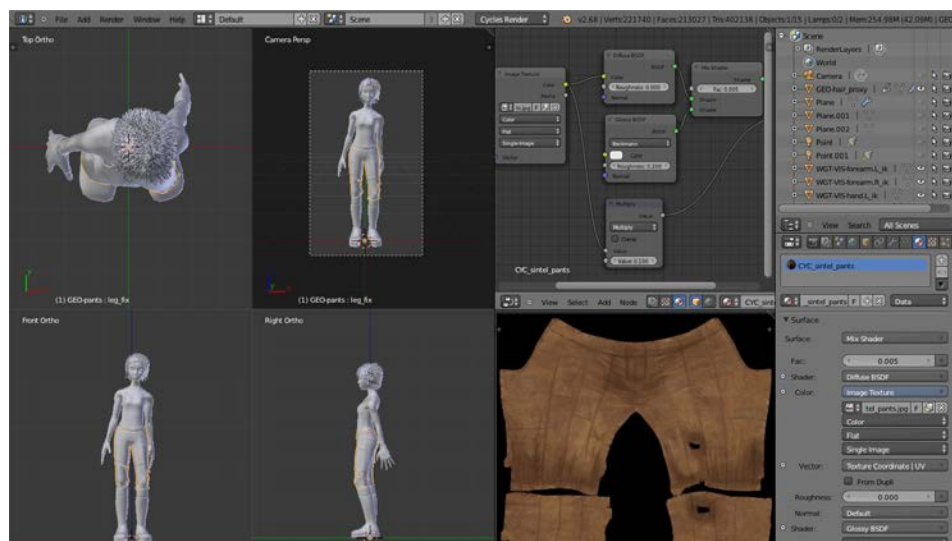 Default
Scene
Cycles Render
v2.68 | Verts:221740 | Faces:213027 | Tris:402138 | Objects:1/15 | Lamps:0/2 | Mem:254.98M (42.09M) | GEO
Top Ortho
(1) GEO-pants : leg_fix
Camera Persp
(1) GEO-pants : leg_fix
Front Ortho
Right Ortho
Image Texture
Color
Alpha
Color
Flat
Single Image
Vector
Diffuse BSDF
BSDF
Color
Roughness: 0.000
Normal
Glossy BSDF
BSDF
Beckmann
Color
Roughness: 0.200
Normal
Mix Shader
Shader
Fac: 0.005
Shader
Shader
Multiply
Value
Multiply
Clamp
Value
Value: 0.100
CYC_sintel_pants
View Select Add Node
Scene
RenderLayers
World
Camera
GEO-hair_proxy
Plane
Plane.001
Plane.002
Point
Point.001
WGT-VIS-forearm.L_ik
WGT-VIS-forearm.R_ik
WGT-VIS-hand.L_ik
View Search All Scenes
CYC_sintel_pants
_sintel_pants F Data
Surface
Surface: Mix Shader
Fac: 0.005
Shader: Diffuse BSDF
Color: Image Texture
tel_pants.jpg F
Color
Flat
Single Image
Vector: Texture Coordinate | UV
From Dupli
Roughness: 0.000
Normal: Default
Shader: Glossy BSDF